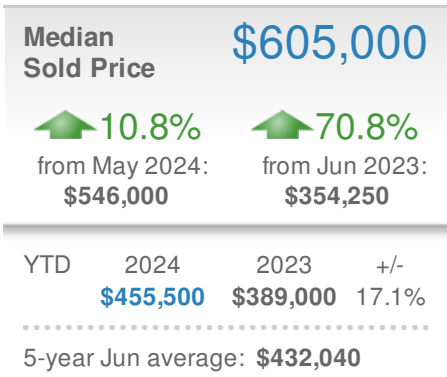 Median
Sold Price
$605,000
10.8%
70.8%
from May 2024:
from Jun 2023:
$546,000
$354,250
YTD 2024 2023 +/-
$455,500 $389,000 17.1%
5-year Jun average: $432,040